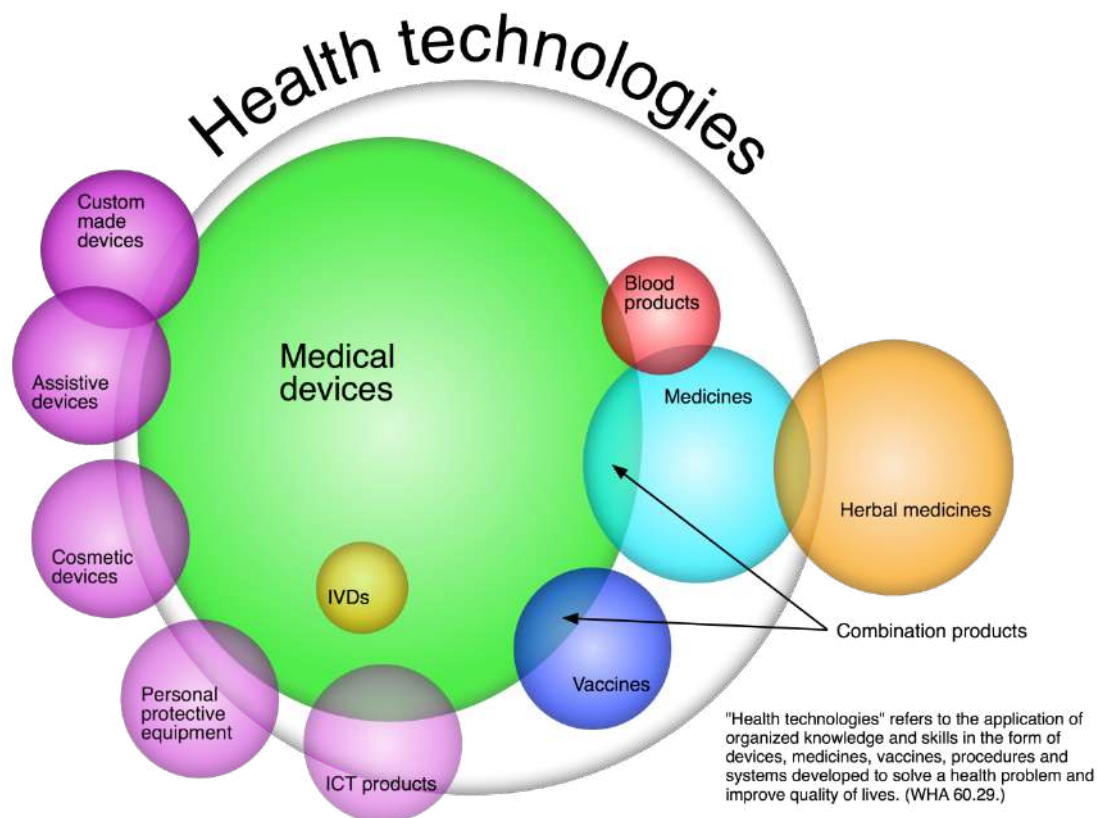 Health technologies
Custom
made
devices
Assistive
devices
Cosmetic
devices
Personal
protective
equipment
ICT products
Medical
devices
IVDs
Blood
products
Medicines
Herbal medicines
Vaccines
Combination products
"Health technologies" refers to the application of
organized knowledge and skills in the form of
devices, medicines, vaccines, procedures and
systems developed to solve a health problem and
improve quality of lives. (WHA 60.29.)